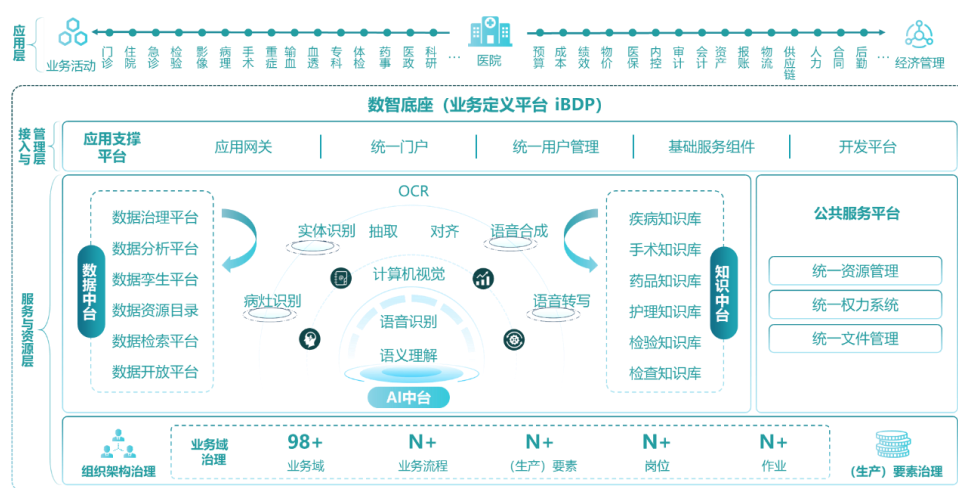 应用层
业务活动
门诊
住院
急诊
检验
影像
病理
手术
重症
输血
血透
专科
体检
药事
医政
科研
…
医院
预算
成本
绩效
物价
医保
内控
审计
会计
资产
报账
物流
供应链
人力
合同
后勤
…
经济管理
数智底座（业务定义平台 iBDP）
接入与管理层
应用支撑平台
应用网关
统一门户
统一用户管理
基础服务组件
开发平台
服务与资源层
数据中台
数据治理平台
数据分析平台
数据孪生平台
数据资源目录
数据检索平台
数据开放平台
OCR
实体识别
抽取
对齐
语音合成
计算机视觉
病灶识别
语音转写
语音识别
语义理解
AI中台
疾病知识库
手术知识库
药品知识库
护理知识库
检验知识库
检查知识库
知识中台
公共服务平台
统一资源管理
统一权力系统
统一文件管理
组织架构治理
业务域治理
98+
业务域
N+
业务流程
N+
（生产）要素
N+
岗位
N+
作业
（生产）要素治理